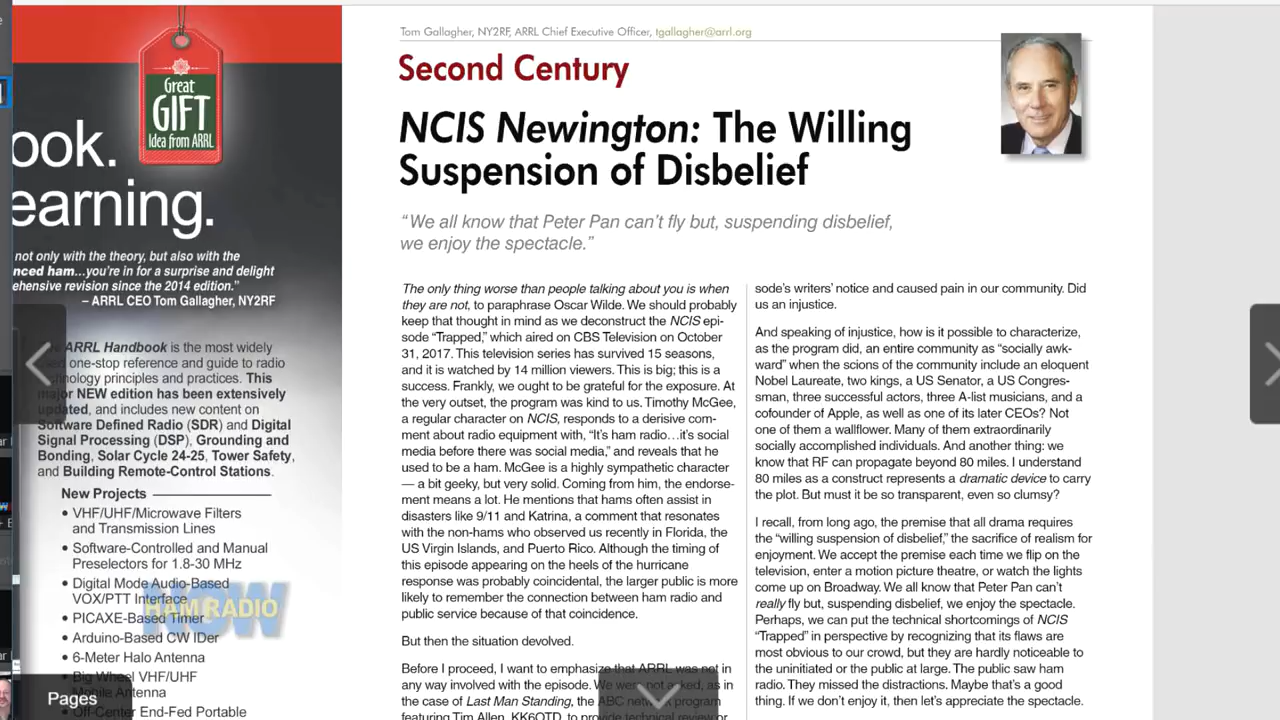 Great
GIFT
Idea from ARRL
ook.
earning.
not only with the theory, but also with the
nced ham…you're in for a surprise and delight
ehensive revision since the 2014 edition."
– ARRL CEO Tom Gallagher, NY2RF
ARRL Handbook is the most widely
one-stop reference and guide to radio
nology principles and practices. This
major NEW edition has been extensively
updated, and includes new content on
Software Defined Radio (SDR) and Digital
Signal Processing (DSP), Grounding and
Bonding, Solar Cycle 24-25, Tower Safety,
and Building Remote-Control Stations.
New Projects
• VHF/UHF/Microwave Filters
and Transmission Lines
• Software-Controlled and Manual
Preselectors for 1.8-30 MHz
• Digital Mode Audio-Based
VOX/PTT Interface
• PICAXE-Based Timer
• Arduino-Based CW IDer
• 6-Meter Halo Antenna
• Big Wheel VHF/UHF
Mobile Antenna
• Off-Center End-Fed Portable
HAM RADIO
NOW
Pages
Tom Gallagher, NY2RF, ARRL Chief Executive Officer, tgallagher@arrl.org
Second Century
NCIS Newington: The Willing
Suspension of Disbelief
"We all know that Peter Pan can't fly but, suspending disbelief,
we enjoy the spectacle."
The only thing worse than people talking about you is when
they are not, to paraphrase Oscar Wilde. We should probably
keep that thought in mind as we deconstruct the NCIS epi-
sode "Trapped," which aired on CBS Television on October
31, 2017. This television series has survived 15 seasons,
and it is watched by 14 million viewers. This is big; this is a
success. Frankly, we ought to be grateful for the exposure. At
the very outset, the program was kind to us. Timothy McGee,
a regular character on NCIS, responds to a derisive com-
ment about radio equipment with, "It's ham radio…it's social
media before there was social media," and reveals that he
used to be a ham. McGee is a highly sympathetic character
— a bit geeky, but very solid. Coming from him, the endorse-
ment means a lot. He mentions that hams often assist in
disasters like 9/11 and Katrina, a comment that resonates
with the non-hams who observed us recently in Florida, the
US Virgin Islands, and Puerto Rico. Although the timing of
this episode appearing on the heels of the hurricane
response was probably coincidental, the larger public is more
likely to remember the connection between ham radio and
public service because of that coincidence.
But then the situation devolved.
Before I proceed, I want to emphasize that ARRL was not in
any way involved with the episode. We were not asked, as in
the case of Last Man Standing, the ABC network program
featuring Tim Allen, KK6OTD, to provide technical review or
sode's writers' notice and caused pain in our community. Did
us an injustice.
And speaking of injustice, how is it possible to characterize,
as the program did, an entire community as "socially awk-
ward" when the scions of the community include an eloquent
Nobel Laureate, two kings, a US Senator, a US Congres-
sman, three successful actors, three A-list musicians, and a
cofounder of Apple, as well as one of its later CEOs? Not
one of them a wallflower. Many of them extraordinarily
socially accomplished individuals. And another thing: we
know that RF can propagate beyond 80 miles. I understand
80 miles as a construct represents a dramatic device to carry
the plot. But must it be so transparent, even so clumsy?
I recall, from long ago, the premise that all drama requires
the "willing suspension of disbelief," the sacrifice of realism for
enjoyment. We accept the premise each time we flip on the
television, enter a motion picture theatre, or watch the lights
come up on Broadway. We all know that Peter Pan can't
really fly but, suspending disbelief, we enjoy the spectacle.
Perhaps, we can put the technical shortcomings of NCIS
"Trapped" in perspective by recognizing that its flaws are
most obvious to our crowd, but they are hardly noticeable to
the uninitiated or the public at large. The public saw ham
radio. They missed the distractions. Maybe that's a good
thing. If we don't enjoy it, then let's appreciate the spectacle.